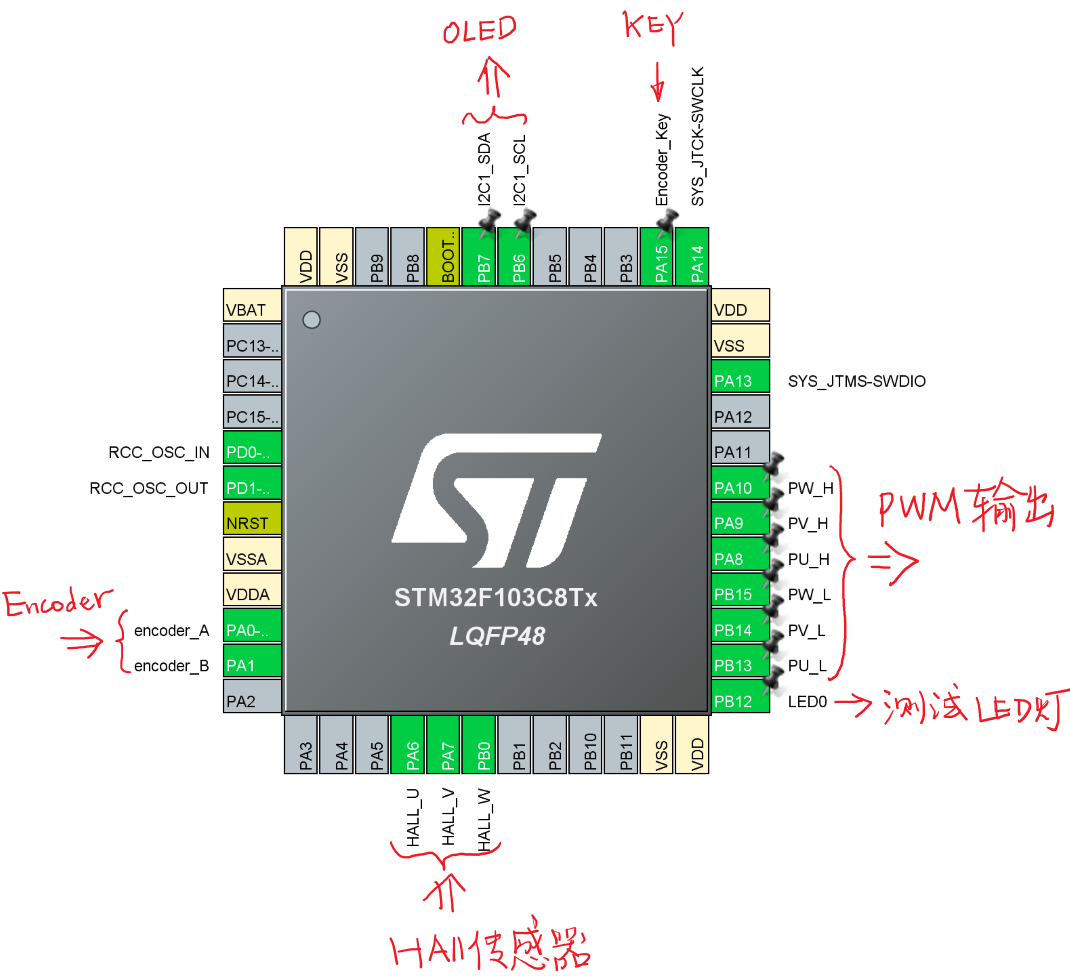 OLED
KEY
I2C1_SDA
I2C1_SCL
Encoder_Key
SYS_JTCK-SWCLK
VDD
VSS
PB9
PB8
BOOT..
PB7
PB6
PB5
PB4
PB3
PA15
PA14
VBAT
PC13-..
PC14-..
PC15-..
RCC_OSC_IN PD0-..
RCC_OSC_OUT PD1-..
NRST
VSSA
VDDA
Encoder
encoder_A PA0-..
encoder_B PA1
PA2
STM32F103C8Tx
LQFP48
VDD
VSS
PA13 SYS_JTMS-SWDIO
PA12
PA11
PA10 PW_H
PA9 PV_H
PA8 PU_H
PB15 PW_L
PB14 PV_L
PB13 PU_L
PWM输出
PB12 LED0 测试LED灯
PA3
PA4
PA5
PA6
PA7
PB0
PB1
PB2
PB10
PB11
VSS
VDD
HALL_U
HALL_V
HALL_W
HAll传感器